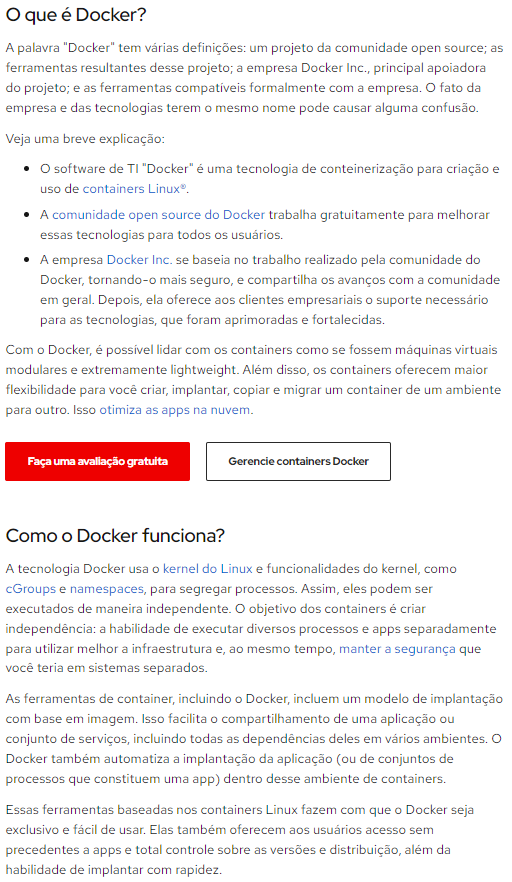 O que é Docker?
A palavra "Docker" tem várias definições: um projeto da comunidade open source; as
ferramentas resultantes desse projeto; a empresa Docker Inc., principal apoiadora
do projeto; e as ferramentas compatíveis formalmente com a empresa. O fato da
empresa e das tecnologias terem o mesmo nome pode causar alguma confusão.
Veja uma breve explicação:
• O software de TI "Docker" é uma tecnologia de conteinerização para criação e
uso de containers Linux®.
• A comunidade open source do Docker trabalha gratuitamente para melhorar
essas tecnologias para todos os usuários.
• A empresa Docker Inc. se baseia no trabalho realizado pela comunidade do
Docker, tornando-o mais seguro, e compartilha os avanços com a comunidade
em geral. Depois, ela oferece aos clientes empresariais o suporte necessário
para as tecnologias, que foram aprimoradas e fortalecidas.
Com o Docker, é possível lidar com os containers como se fossem máquinas virtuais
modulares e extremamente lightweight. Além disso, os containers oferecem maior
flexibilidade para você criar, implantar, copiar e migrar um container de um ambiente
para outro. Isso otimiza as apps na nuvem.
Faça uma avaliação gratuita Gerencie containers Docker
Como o Docker funciona?
A tecnologia Docker usa o kernel do Linux e funcionalidades do kernel, como
cGroups e namespaces, para segregar processos. Assim, eles podem ser
executados de maneira independente. O objetivo dos containers é criar
independência: a habilidade de executar diversos processos e apps separadamente
para utilizar melhor a infraestrutura e, ao mesmo tempo, manter a segurança que
você teria em sistemas separados.
As ferramentas de container, incluindo o Docker, incluem um modelo de implantação
com base em imagem. Isso facilita o compartilhamento de uma aplicação ou
conjunto de serviços, incluindo todas as dependências deles em vários ambientes. O
Docker também automatiza a implantação da aplicação (ou de conjuntos de
processos que constituem uma app) dentro desse ambiente de containers.
Essas ferramentas baseadas nos containers Linux fazem com que o Docker seja
exclusivo e fácil de usar. Elas também oferecem aos usuários acesso sem
precedentes a apps e total controle sobre as versões e distribuição, além da
habilidade de implantar com rapidez.